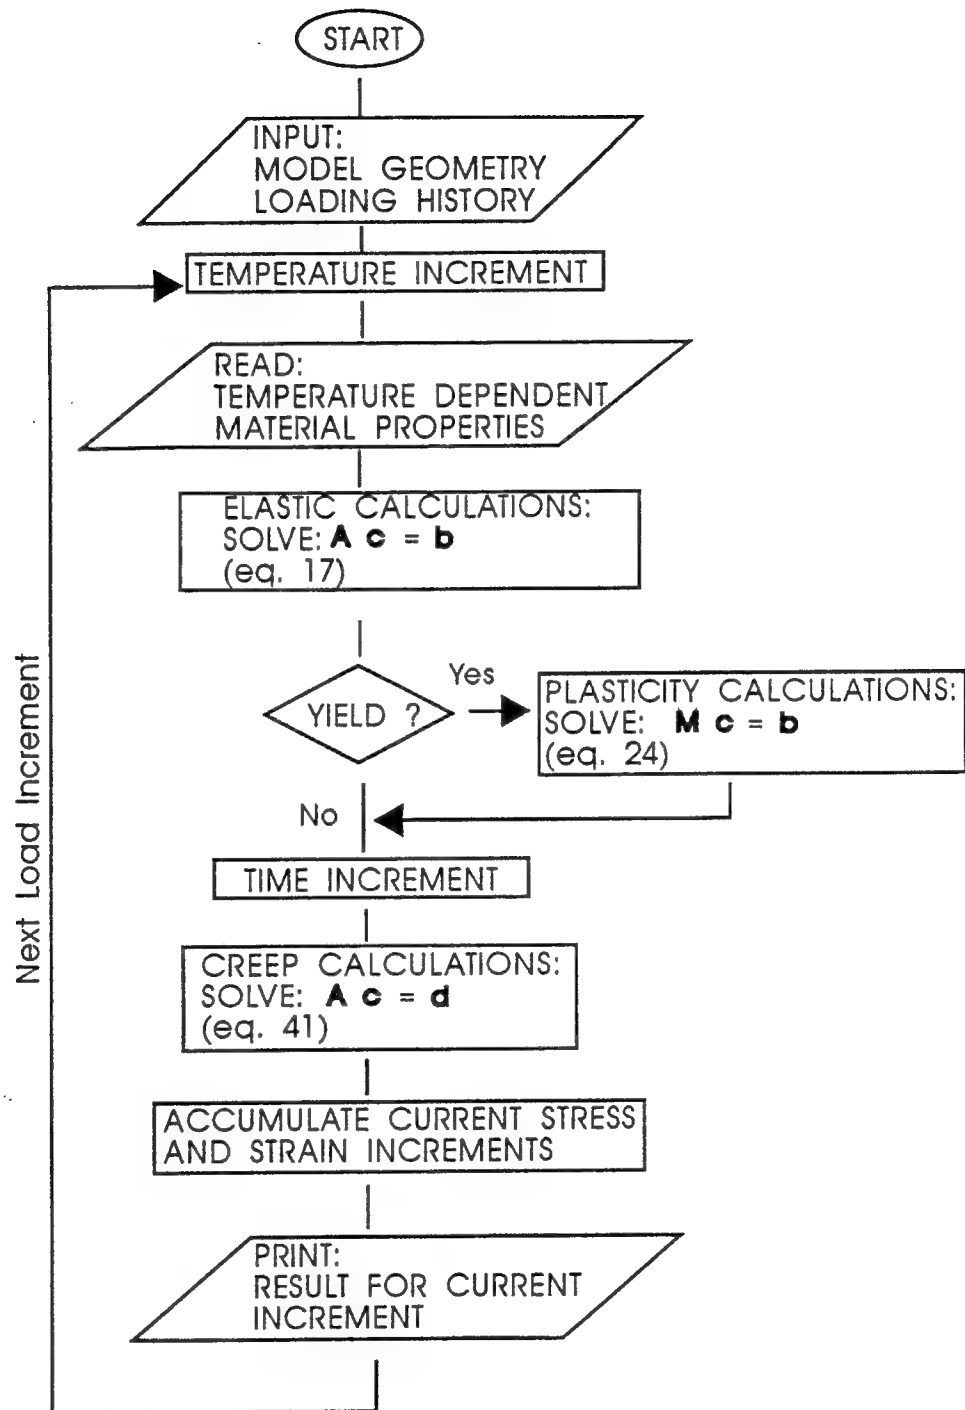 START
INPUT:
MODEL GEOMETRY
LOADING HISTORY
TEMPERATURE INCREMENT
READ:
TEMPERATURE DEPENDENT
MATERIAL PROPERTIES
ELASTIC CALCULATIONS:
SOLVE: A c = b
(eq. 17)
YIELD ?
Yes
PLASTICITY CALCULATIONS:
SOLVE: M c = b
(eq. 24)
No
TIME INCREMENT
CREEP CALCULATIONS:
SOLVE: A c = d
(eq. 41)
ACCUMULATE CURRENT STRESS
AND STRAIN INCREMENTS
PRINT:
RESULT FOR CURRENT
INCREMENT
Next Load Increment